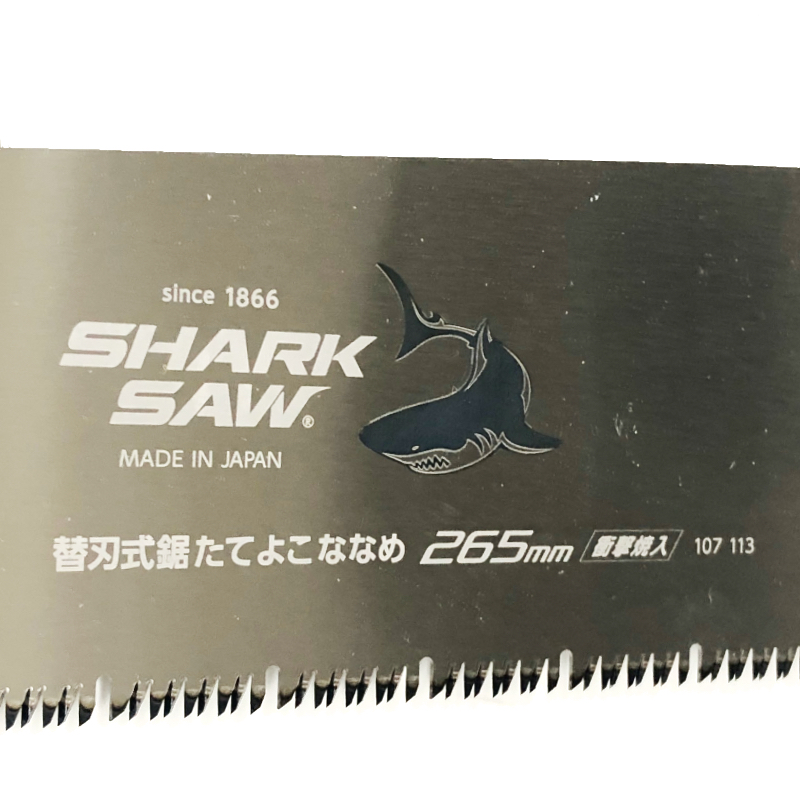 since 1866
SHARK
SAW®
MADE IN JAPAN
替刃式鋸たてよこななめ 265mm 衝撃焼入 107 113